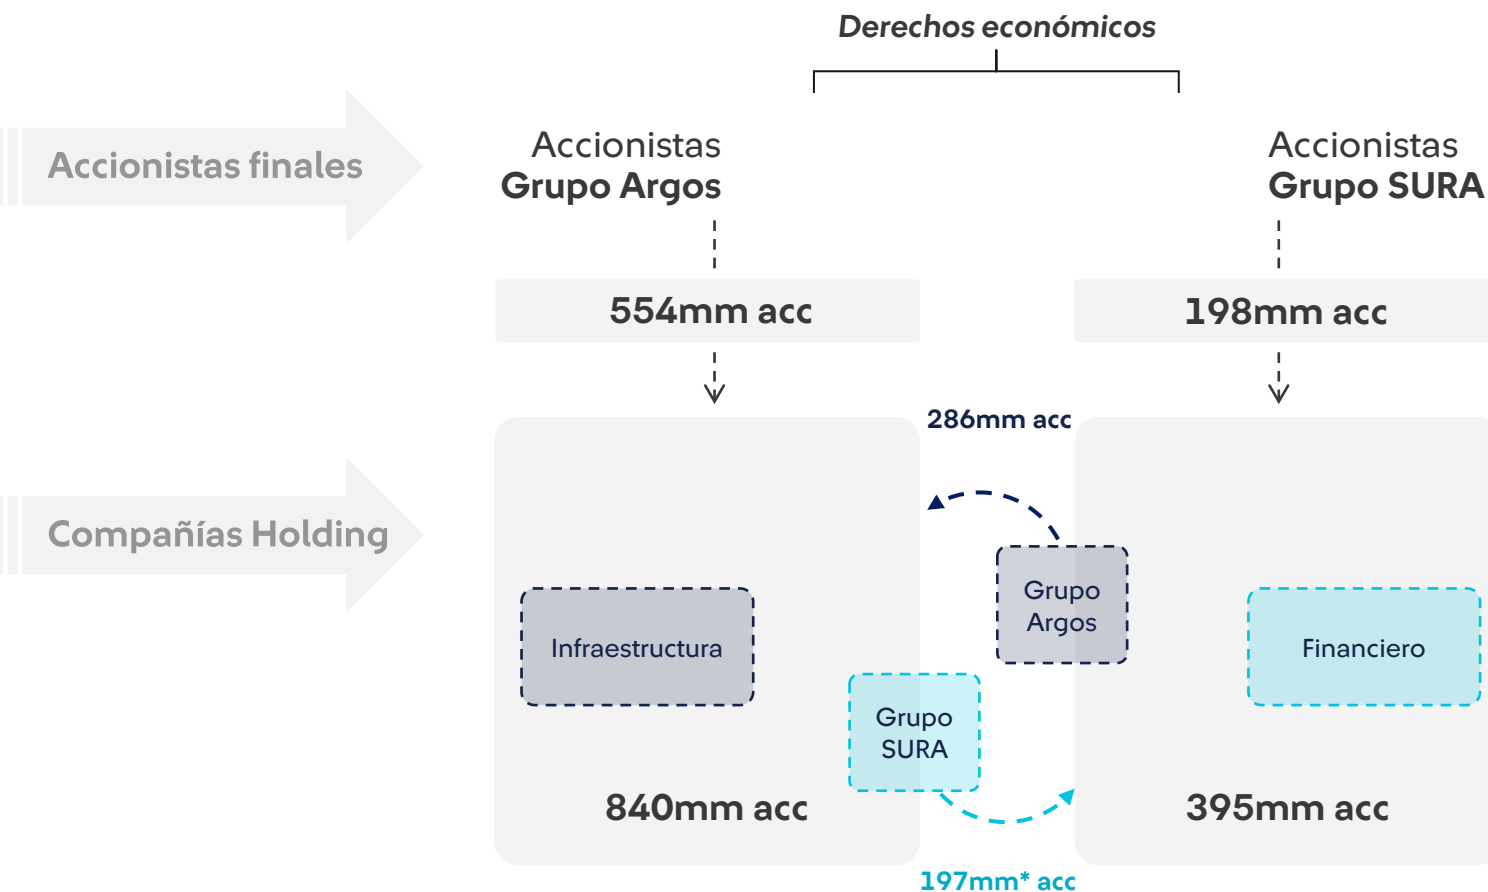 Derechos económicos
Accionistas finales
Accionistas
Grupo Argos
Accionistas
Grupo SURA
554mm acc
198mm acc
286mm acc
Compañías Holding
Grupo
Argos
Infraestructura
Financiero
Grupo
SURA
840mm acc
395mm acc
197mm* acc